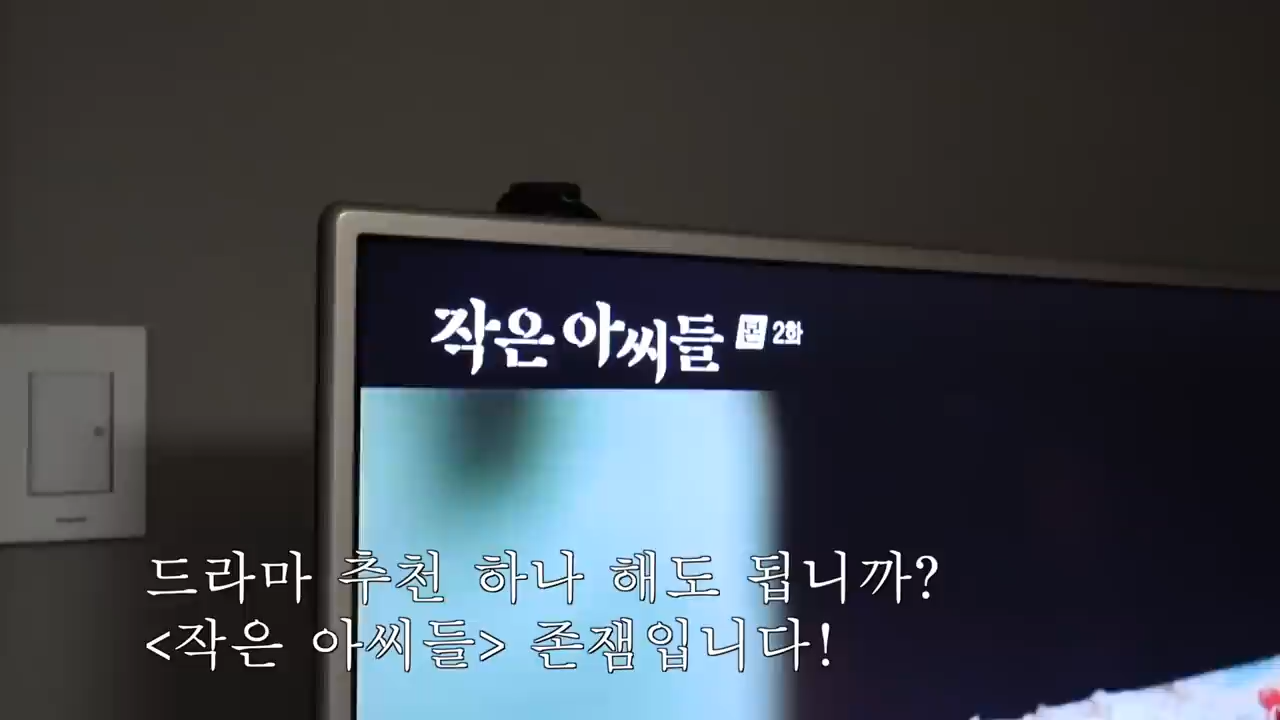 작은 아씨들 본 2화
드라마 추천 하나 해도 됩니까?
<작은 아씨들> 존잼입니다!